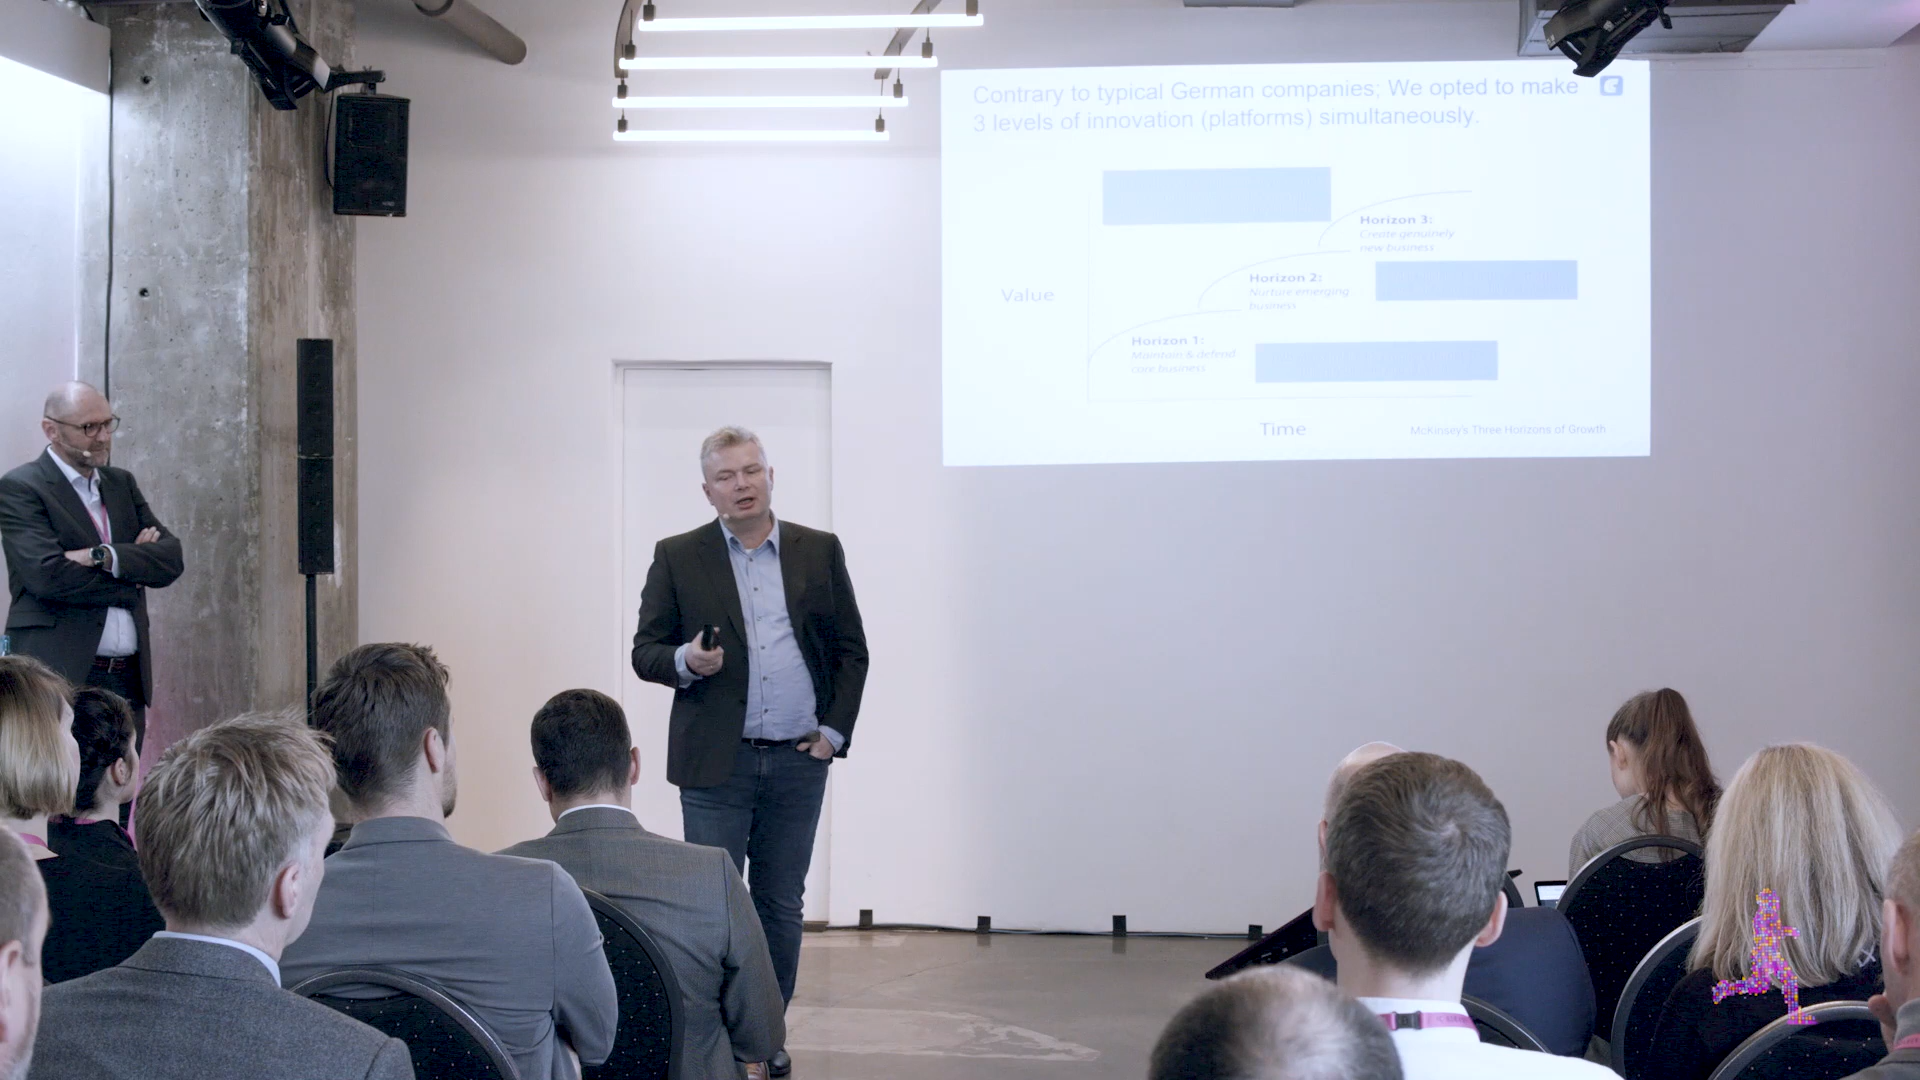 Contrary to typical German companies; We opted to make
3 levels of innovation (platforms) simultaneously.
Horizon 3:
Create genuinely
new business
Horizon 2:
Nurture emerging
business
Value
Horizon 1:
Maintain & defend
core business
Time
McKinsey's Three Horizons of Growth